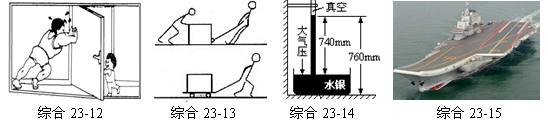 真空
大气压
740mm
760mm
水银
综合 23-12
综合 23-13
综合 23-14
综合 23-15